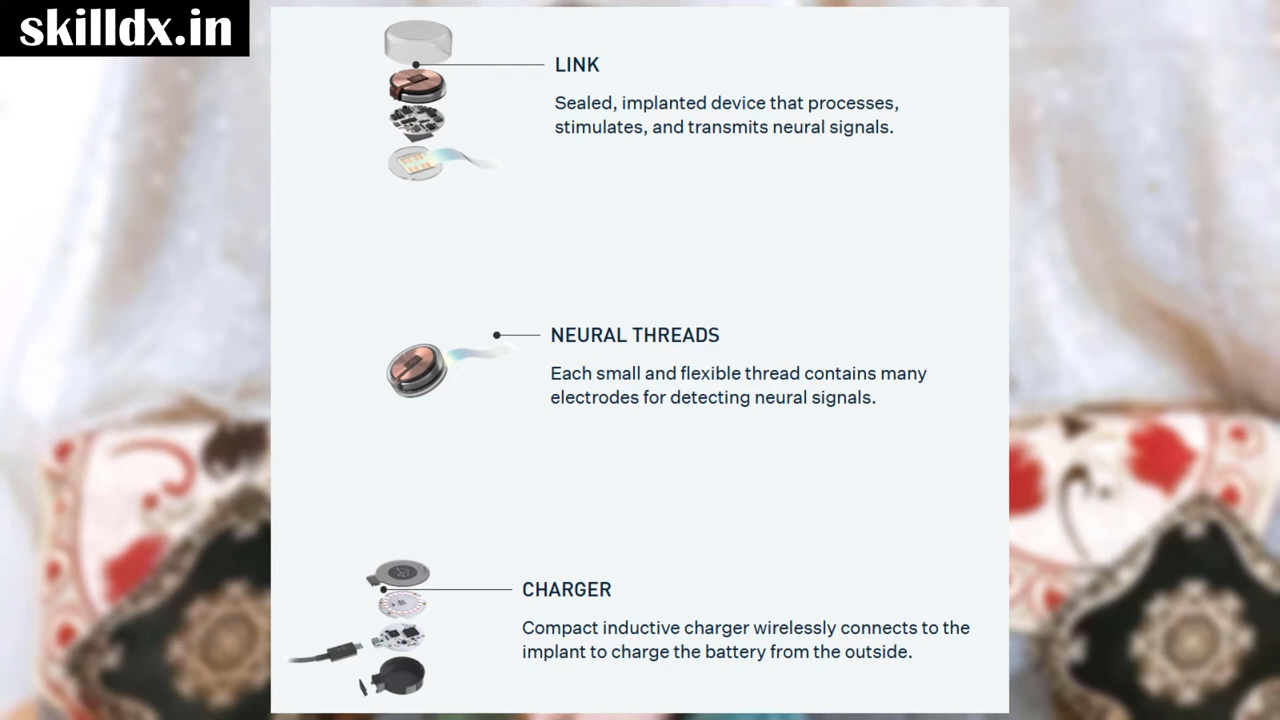 skilldx.in
LINK
Sealed, implanted device that processes,
stimulates, and transmits neural signals.
NEURAL THREADS
Each small and flexible thread contains many
electrodes for detecting neural signals.
CHARGER
Compact inductive charger wirelessly connects to the
implant to charge the battery from the outside.